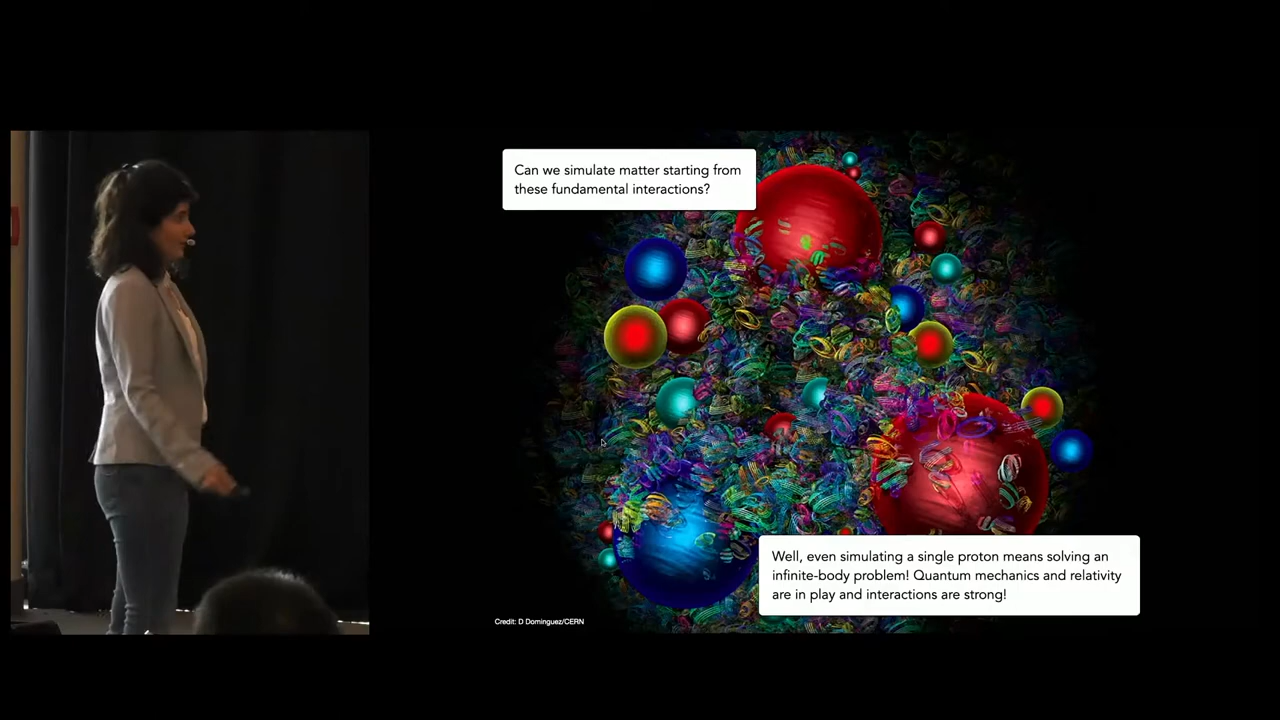 Can we simulate matter starting from
these fundamental interactions?
Well, even simulating a single proton means solving an
infinite-body problem! Quantum mechanics and relativity
are in play and interactions are strong!
Credit: D Dominguez/CERN